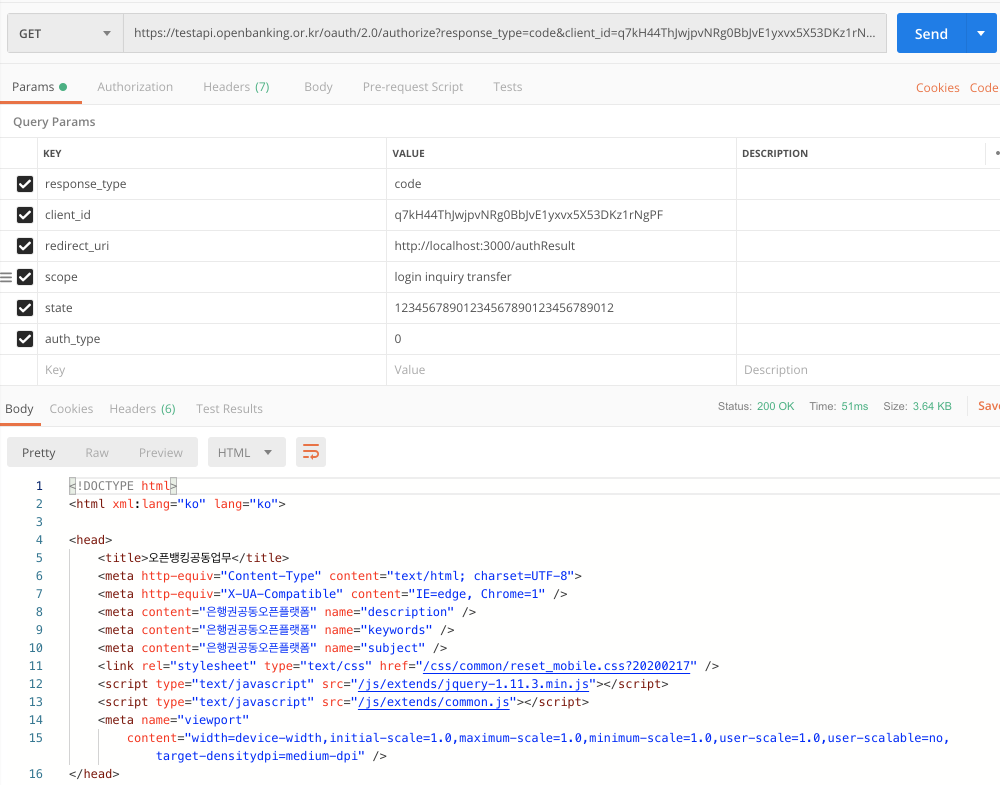 GET https://testapi.openbanking.or.kr/oauth/2.0/authorize?response_type=code&client_id=q7kH44ThJwjpvNRg0BbJvE1yxvx5X53DKz1rN... Send
Params Authorization Headers (7) Body Pre-request Script Tests Cookies Code
Query Params
KEY VALUE DESCRIPTION
response_type code
client_id q7kH44ThJwjpvNRg0BbJvE1yxvx5X53DKz1rNgPF
redirect_uri http://localhost:3000/authResult
scope login inquiry transfer
state 12345678901234567890123456789012
auth_type 0
Key Value Description
Body Cookies Headers (6) Test Results Status: 200 OK Time: 51ms Size: 3.64 KB Save
Pretty Raw Preview HTML
1 <!DOCTYPE html>
2 <html xml:lang="ko" lang="ko">
3
4 <head>
5 <title>오픈뱅킹공동업무</title>
6 <meta http-equiv="Content-Type" content="text/html; charset=UTF-8">
7 <meta http-equiv="X-UA-Compatible" content="IE=edge, Chrome=1" />
8 <meta content="은행권공동오픈플랫폼" name="description" />
9 <meta content="은행권공동오픈플랫폼" name="keywords" />
10 <meta content="은행권공동오픈플랫폼" name="subject" />
11 <link rel="stylesheet" type="text/css" href="/css/common/reset_mobile.css?20200217" />
12 <script type="text/javascript" src="/js/extends/jquery-1.11.3.min.js"></script>
13 <script type="text/javascript" src="/js/extends/common.js"></script>
14 <meta name="viewport"
15 content="width=device-width,initial-scale=1.0,maximum-scale=1.0,minimum-scale=1.0,user-scale=1.0,user-scalable=no,
target-densitydpi=medium-dpi" />
16 </head>